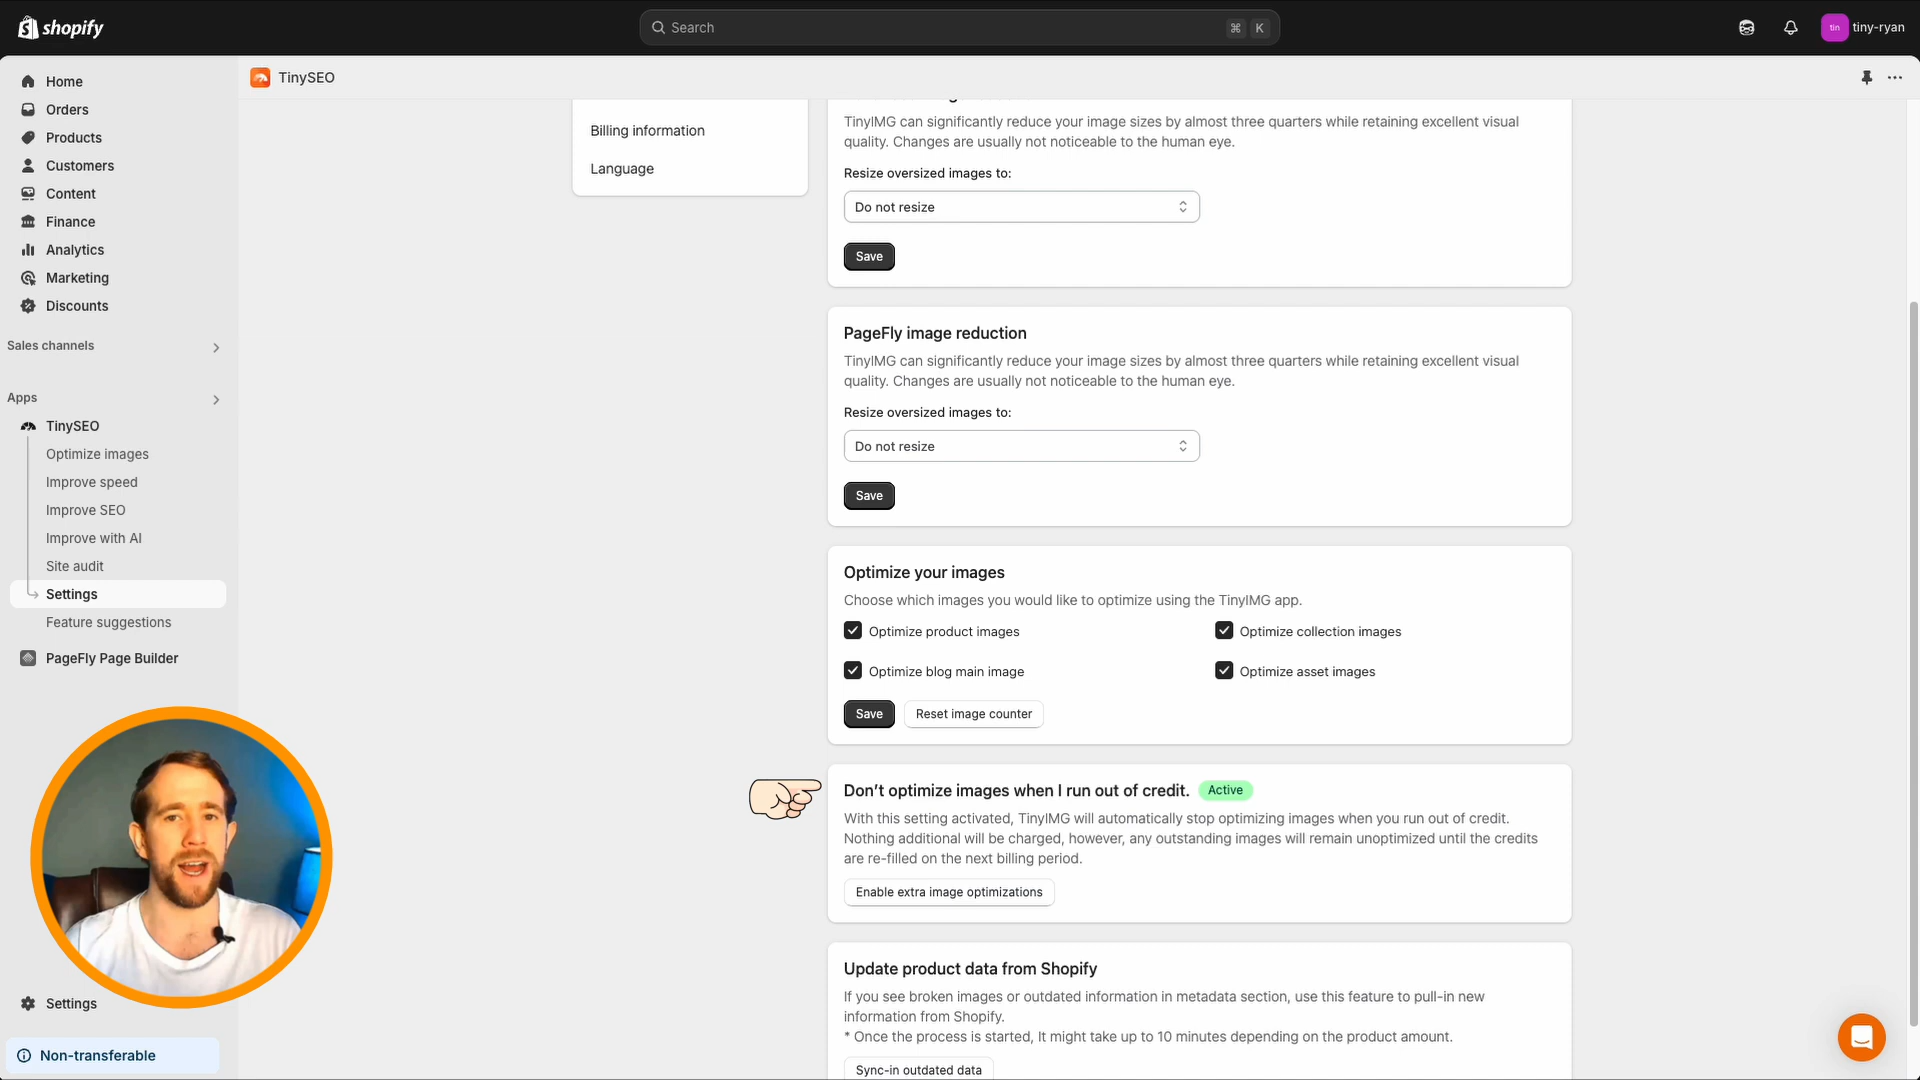 shopify
Search
⌘ K
tin
tiny-ryan
Home
Orders
Products
Customers
Content
Finance
Analytics
Marketing
Discounts
Sales channels
Apps
TinySEO
Optimize images
Improve speed
Improve SEO
Improve with AI
Site audit
Settings
Feature suggestions
PageFly Page Builder
Settings
Non-transferable
TinySEO
Billing information
Language
TinyIMG can significantly reduce your image sizes by almost three quarters while retaining excellent visual
quality. Changes are usually not noticeable to the human eye.
Resize oversized images to:
Do not resize
Save
PageFly image reduction
TinyIMG can significantly reduce your image sizes by almost three quarters while retaining excellent visual
quality. Changes are usually not noticeable to the human eye.
Resize oversized images to:
Do not resize
Save
Optimize your images
Choose which images you would like to optimize using the TinyIMG app.
Optimize product images
Optimize collection images
Optimize blog main image
Optimize asset images
Save
Reset image counter
Don't optimize images when I run out of credit. Active
With this setting activated, TinyIMG will automatically stop optimizing images when you run out of credit.
Nothing additional will be charged, however, any outstanding images will remain unoptimized until the credits
are re-filled on the next billing period.
Enable extra image optimizations
Update product data from Shopify
If you see broken images or outdated information in metadata section, use this feature to pull-in new
information from Shopify.
* Once the process is started, It might take up to 10 minutes depending on the product amount.
Sync-in outdated data